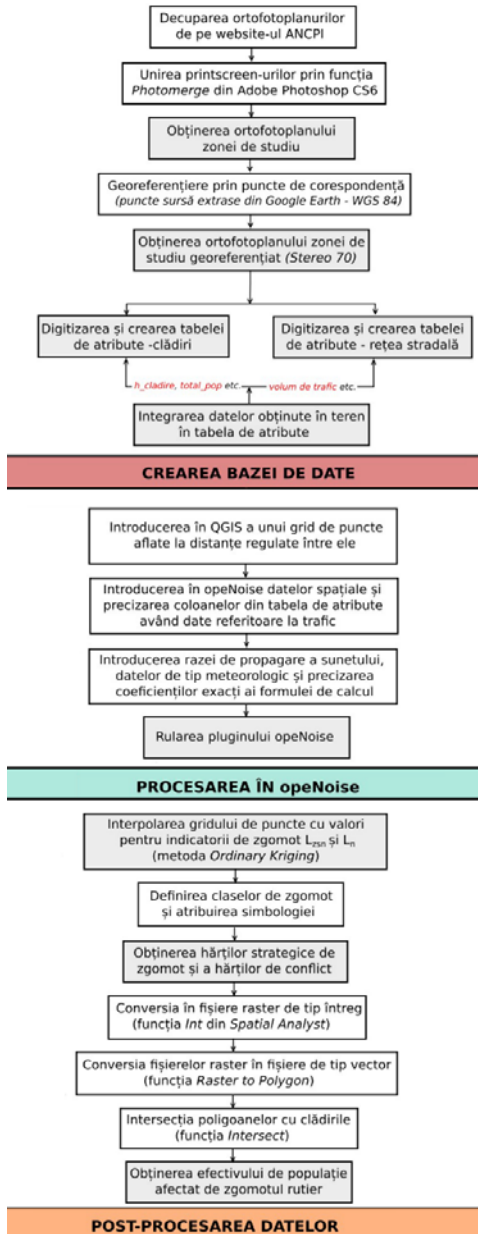 Decuparea ortofotoplanurilor
de pe website-ul ANCPI
Unirea printscreen-urilor prin funcția
Photomerge din Adobe Photoshop CS6
Obținerea ortofotoplanului
zonei de studiu
Georeferențiere prin puncte de corespondență
(puncte sursă extrase din Google Earth - WGS 84)
Obținerea ortofotoplanului zonei de
studiu georeferențiat (Stereo 70)
Digitizarea și crearea tabelei
de atribute -clădiri
Digitizarea și crearea tabelei
de atribute - rețea stradală
h_cladire, total_pop etc.
volum de trafic etc.
Integrarea datelor obținute în teren
în tabela de atribute
CREAREA BAZEI DE DATE
Introducerea în QGIS a unui grid de puncte
aflate la distanțe regulate între ele
Introducerea în opeNoise datelor spațiale și
precizarea coloanelor din tabela de atribute
având date referitoare la trafic
Introducerea razei de propagare a sunetului,
datelor de tip meteorologic și precizarea
coeficienților exacți ai formulei de calcul
Rularea pluginului opeNoise
PROCESAREA ÎN opeNoise
Interpolarea gridului de puncte cu valori
pentru indicatorii de zgomot Lzsn și Ln
(metoda Ordinary Kriging)
Definirea claselor de zgomot
și atribuirea simbologiei
Obținerea hărților strategice de
zgomot și a hărților de conflict
Conversia în fișiere raster de tip întreg
(funcția Int din Spatial Analyst)
Conversia fișierelor raster în fișiere de tip vector
(funcția Raster to Polygon)
Intersecția poligoanelor cu clădirile
(funcția Intersect)
Obținerea efectivului de populație
afectat de zgomotul rutier
POST-PROCESAREA DATELOR